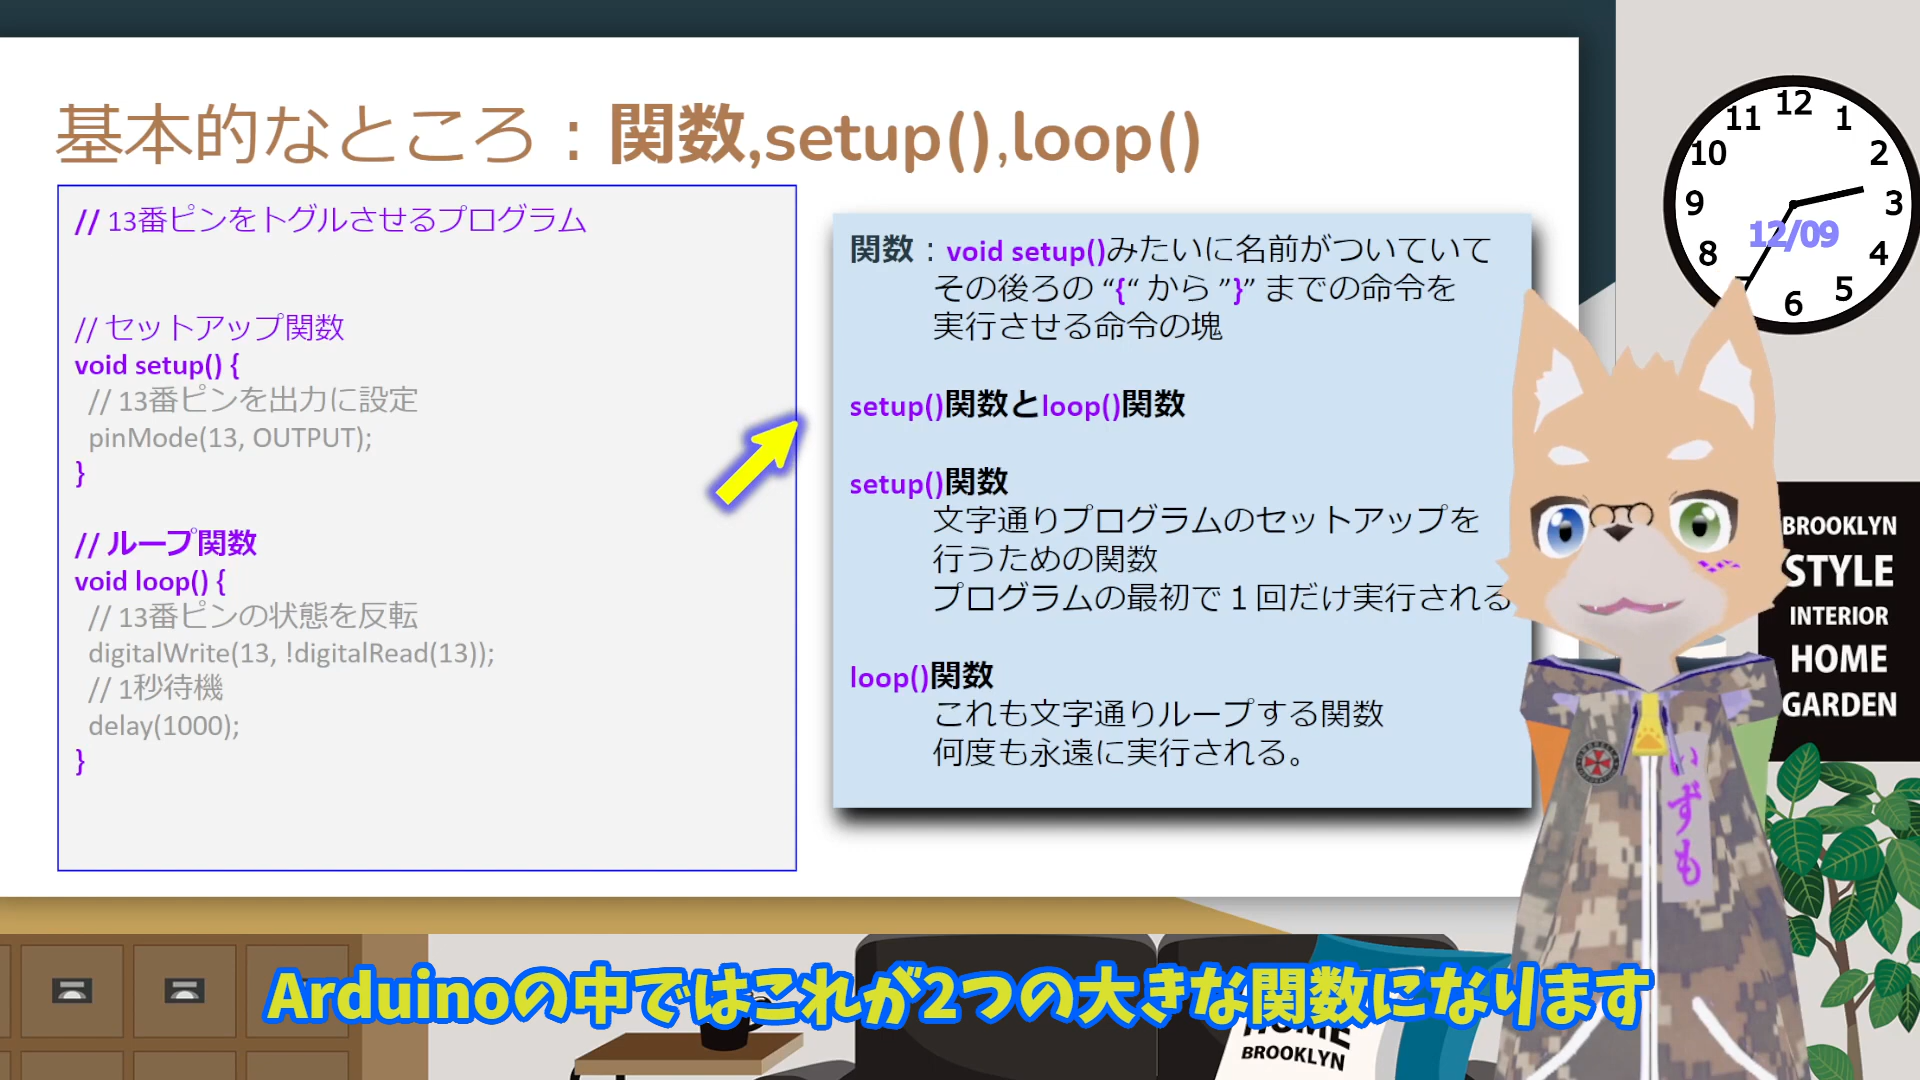 基本的なところ：関数,setup(),loop()
// 13番ピンをトグルさせるプログラム
// セットアップ関数
void setup() {
// 13番ピンを出力に設定
pinMode(13, OUTPUT);
}
// ループ関数
void loop() {
// 13番ピンの状態を反転
digitalWrite(13, !digitalRead(13));
// 1秒待機
delay(1000);
}
関数：void setup()みたいに名前がついていて
その後ろの “{“ から ”}” までの命令を
実行させる命令の塊
setup()関数とloop()関数
setup()関数
文字通りプログラムのセットアップを
行うための関数
プログラムの最初で１回だけ実行される
loop()関数
これも文字通りループする関数
何度も永遠に実行される。
12
1
2
3
4
5
6
8
9
10
11
12/09
BROOKLYN
STYLE
INTERIOR
HOME
GARDEN
いずも
Arduinoの中ではこれが2つの大きな関数になります
HOME
BROOKLYN